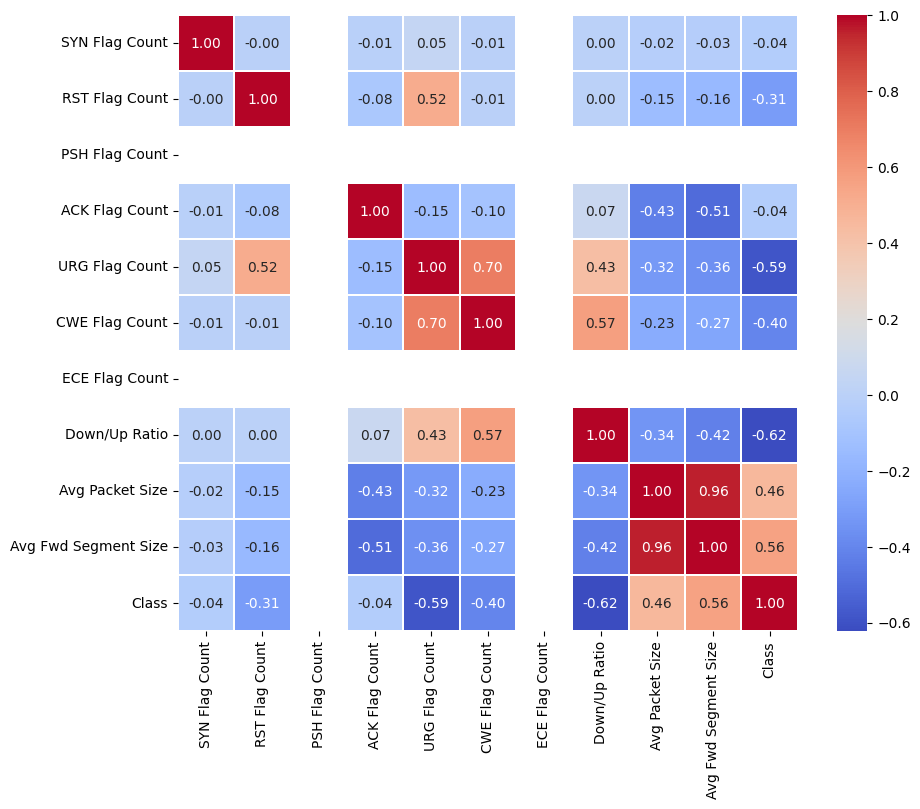 SYN Flag Count 1.00 -0.00 -0.01 0.05 -0.01 0.00 -0.02 -0.03 -0.04
RST Flag Count -0.00 1.00 -0.08 0.52 -0.01 0.00 -0.15 -0.16 -0.31
PSH Flag Count
ACK Flag Count -0.01 -0.08 1.00 -0.15 -0.10 0.07 -0.43 -0.51 -0.04
URG Flag Count 0.05 0.52 -0.15 1.00 0.70 0.43 -0.32 -0.36 -0.59
CWE Flag Count -0.01 -0.01 -0.10 0.70 1.00 0.57 -0.23 -0.27 -0.40
ECE Flag Count
Down/Up Ratio 0.00 0.00 0.07 0.43 0.57 1.00 -0.34 -0.42 -0.62
Avg Packet Size -0.02 -0.15 -0.43 -0.32 -0.23 -0.34 1.00 0.96 0.46
Avg Fwd Segment Size -0.03 -0.16 -0.51 -0.36 -0.27 -0.42 0.96 1.00 0.56
Class -0.04 -0.31 -0.04 -0.59 -0.40 -0.62 0.46 0.56 1.00
SYN Flag Count
RST Flag Count
PSH Flag Count
ACK Flag Count
URG Flag Count
CWE Flag Count
ECE Flag Count
Down/Up Ratio
Avg Packet Size
Avg Fwd Segment Size
Class
1.0
0.8
0.6
0.4
0.2
0.0
-0.2
-0.4
-0.6